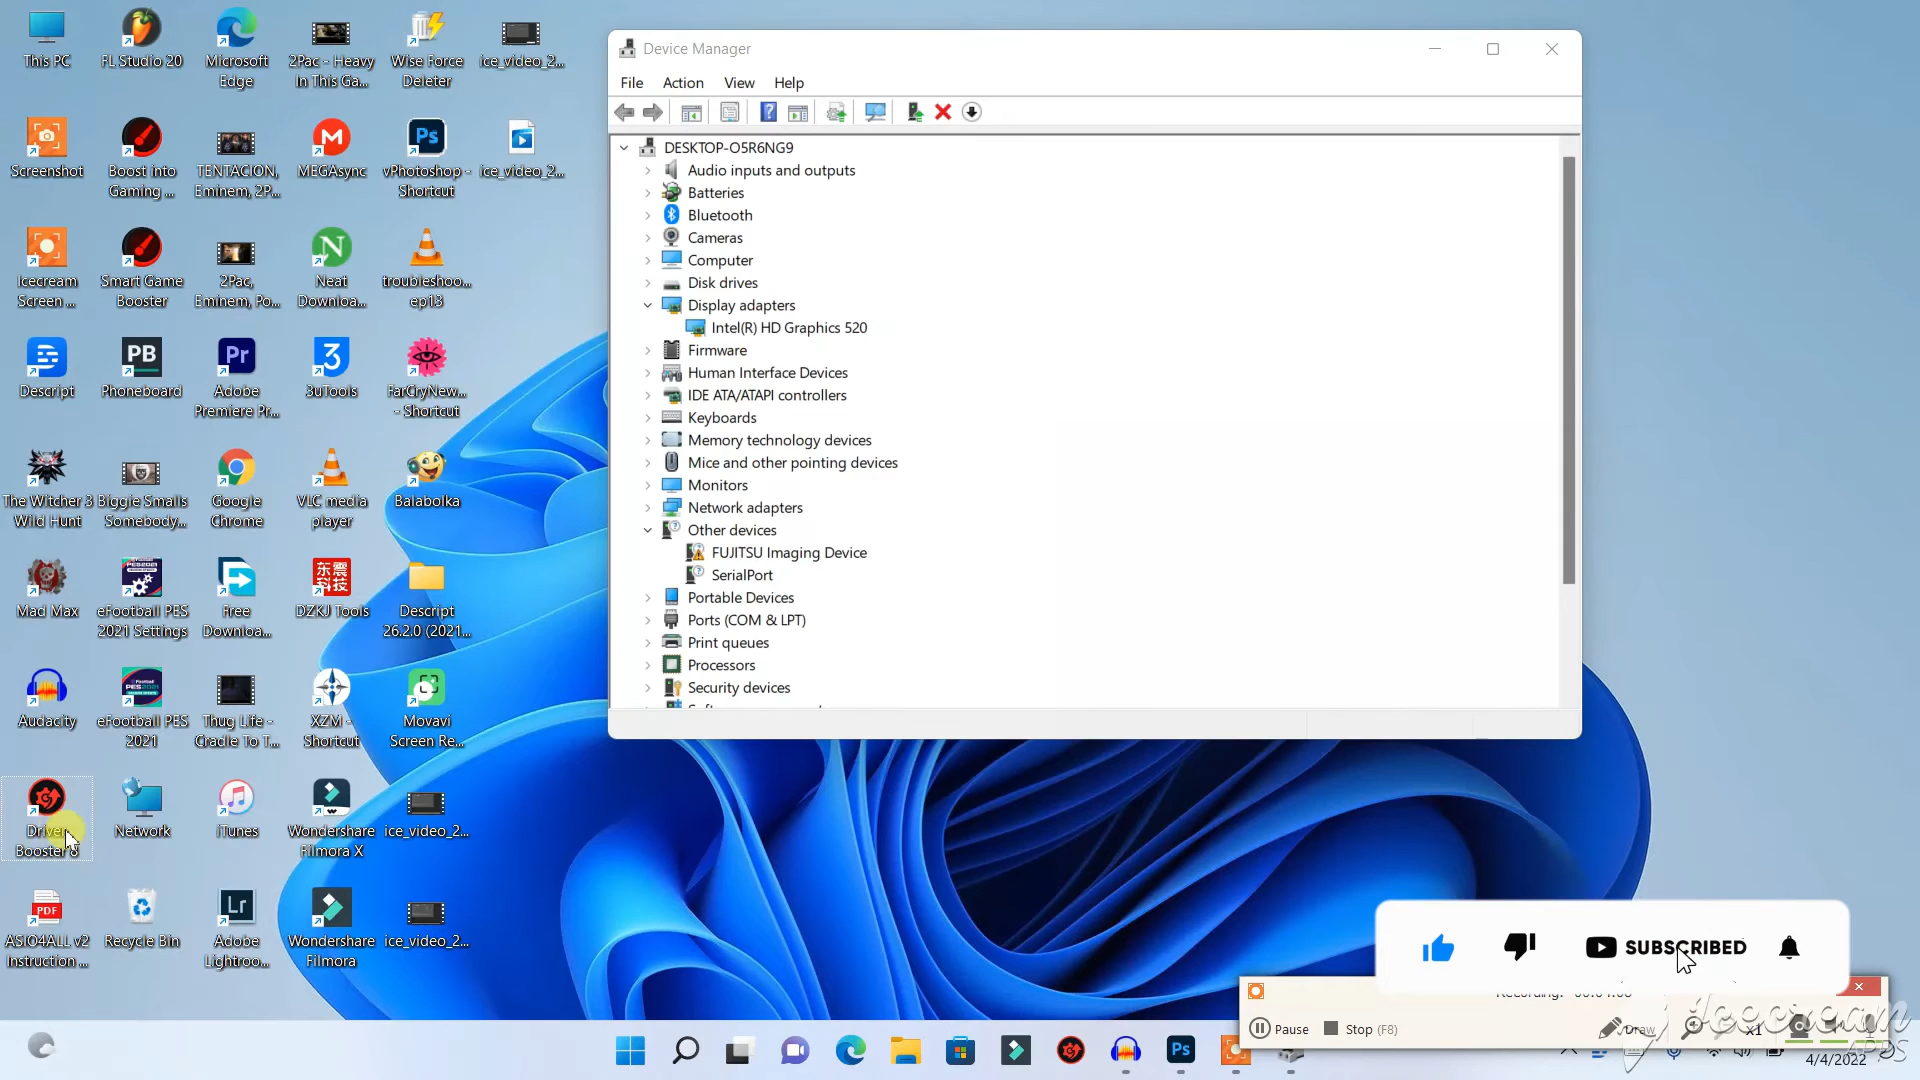 This PC
FL Studio 20
Microsoft
Edge
2Pac - Heavy
In This Ga...
Wise Force
Deleter
ice_video_2...
Screenshot
Boost into
Gaming ...
TENTACION,
Eminem, 2P...
MEGAsync
vPhotoshop -
Shortcut
ice_video_2...
Icecream
Screen ...
Smart Game
Booster
2Pac,
Eminem, Po...
Neat
Downloa...
troubleshoo...
ep13
Descript
Phoneboard
Adobe
Premiere Pr...
3uTools
FarCryNew...
- Shortcut
The Witcher 3
Wild Hunt
Biggie Smalls
Somebody...
Google
Chrome
VLC media
player
Balabolka
Mad Max
eFootball PES
2021 Settings
Free
Downloa...
DZKJ Tools
Descript
26.2.0 (2021...
Audacity
eFootball PES
2021
Thug Life -
Cradle To T...
XZM -
Shortcut
Movavi
Screen Re...
Driver
Booster 8
Network
iTunes
Wondershare
Filmora X
ice_video_2...
ASIO4ALL v2
Instruction ...
Recycle Bin
Adobe
Lightroo...
Wondershare
Filmora
ice_video_2...
Device Manager
File Action View Help
DESKTOP-O5R6NG9
Audio inputs and outputs
Batteries
Bluetooth
Cameras
Computer
Disk drives
Display adapters
Intel(R) HD Graphics 520
Firmware
Human Interface Devices
IDE ATA/ATAPI controllers
Keyboards
Memory technology devices
Mice and other pointing devices
Monitors
Network adapters
Other devices
FUJITSU Imaging Device
SerialPort
Portable Devices
Ports (COM & LPT)
Print queues
Processors
Security devices
SUBSCRIBED
Pause
Stop (F8)
Draw
x1
Icecream
APPS
4/4/2022